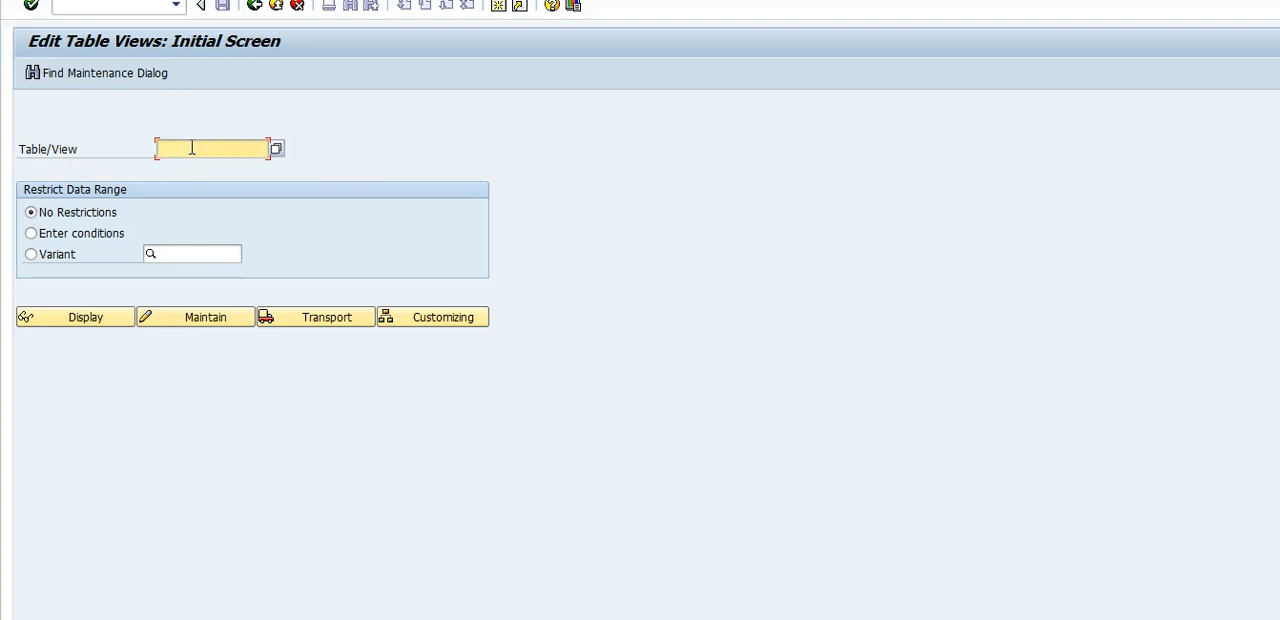 Edit Table Views: Initial Screen
Find Maintenance Dialog
Table/View
Restrict Data Range
No Restrictions
Enter conditions
Variant
Display Maintain Transport Customizing